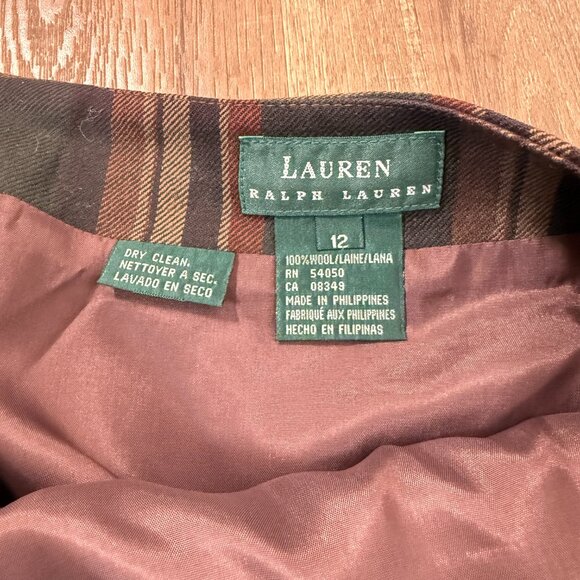 LAUREN
RALPH LAUREN
12
100%WOOL/LAINE/LANA
RN 54050
CA 08349
MADE IN PHILIPPINES
FABRIQUÉ AUX PHILIPPINES
HECHO EN FILIPINAS
DRY CLEAN.
NETTOYER A SEC.
LAVADO EN SECO